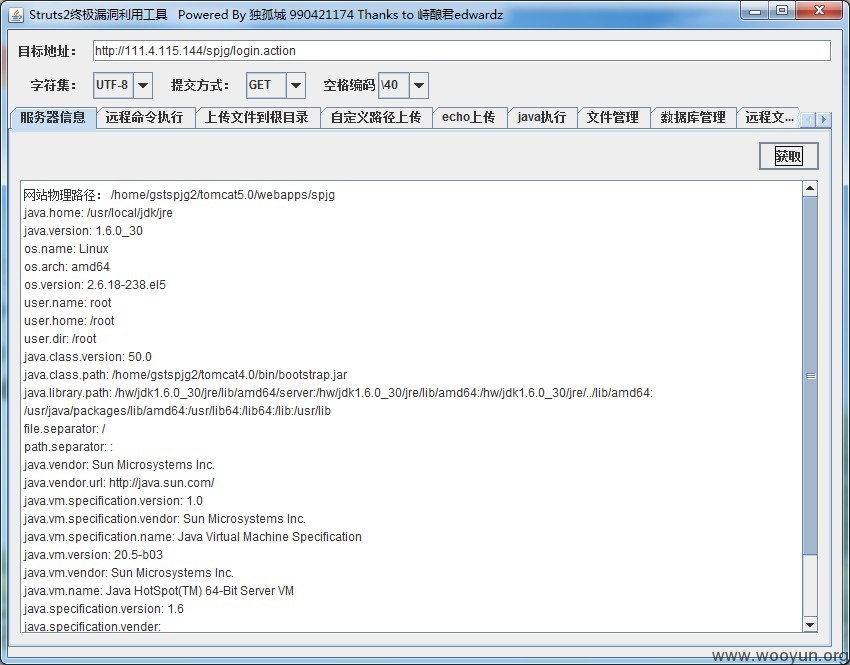 Struts2终极漏洞利用工具 Powered By 独孤城 990421174 Thanks to 峙酿君edwardz
目标地址： http://111.4.115.144/spjg/login.action
字符集： UTF-8 提交方式： GET 空格编码 \40
服务器信息 远程命令执行 上传文件到根目录 自定义路径上传 echo上传 java执行 文件管理 数据库管理 远程文...
获取
网站物理路径： /home/gstspjg2/tomcat5.0/webapps/spjg
java.home: /usr/local/jdk/jre
java.version: 1.6.0_30
os.name: Linux
os.arch: amd64
os.version: 2.6.18-238.el5
user.name: root
user.home: /root
user.dir: /root
java.class.version: 50.0
java.class.path: /home/gstspjg2/tomcat4.0/bin/bootstrap.jar
java.library.path: /hw/jdk1.6.0_30/jre/lib/amd64/server:/hw/jdk1.6.0_30/jre/lib/amd64:/hw/jdk1.6.0_30/jre/../lib/amd64:
/usr/java/packages/lib/amd64:/usr/lib64:/lib64:/lib:/usr/lib
file.separator: /
path.separator: :
java.vendor: Sun Microsystems Inc.
java.vendor.url: http://java.sun.com/
java.vm.specification.version: 1.0
java.vm.specification.vendor: Sun Microsystems Inc.
java.vm.specification.name: Java Virtual Machine Specification
java.vm.version: 20.5-b03
java.vm.vendor: Sun Microsystems Inc.
java.vm.name: Java HotSpot(TM) 64-Bit Server VM
java.specification.version: 1.6
java.specification.vender:
www.wooyun.org